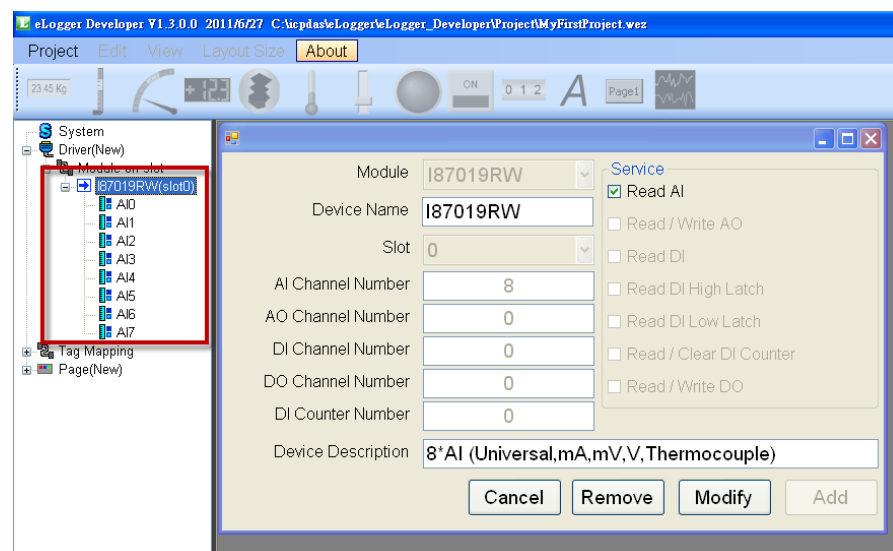 eLogger Developer V1.3.0.0 2011/6/27 C:\icpdas\eLogger\eLogger_Developer\Project\MyFirstProject.wez
Project Edit View Layout Size About
23.45 Kg
+ 12.3
ON
0 1 2
A
Page1
System
Driver(New)
Module on slot
I87019RW(slot0)
AI0
AI1
AI2
AI3
AI4
AI5
AI6
AI7
Tag Mapping
Page(New)
Module I87019RW
Device Name I87019RW
Slot 0
AI Channel Number 8
AO Channel Number 0
DI Channel Number 0
DO Channel Number 0
DI Counter Number 0
Device Description 8*AI (Universal,mA,mV,V,Thermocouple)
Service
Read AI
Read / Write AO
Read DI
Read DI High Latch
Read DI Low Latch
Read / Clear DI Counter
Read / Write DO
Cancel Remove Modify Add